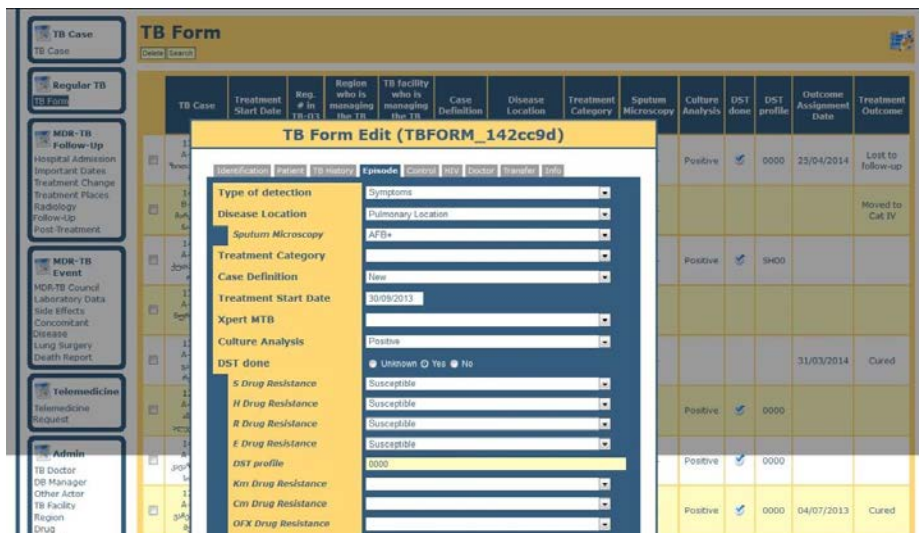 TB Case
TB Case
Regular TB
TB Form
MDR-TB
Follow-Up
Hospital Admission
Important Dates
Treatment Change
Treatment Places
Radiology
Follow-Up
Post-Treatment
MDR-TB
Event
MDR-TB Council
Laboratory Data
Side Effects
Concomitant
Disease
Lung Surgery
Death Report
Telemedicine
Telemedicine
Request
Admin
TB Doctor
DB Manager
Other Actor
TB Facility
Region
Drug
TB Form
Delete Search
TB Case
Treatment
Start Date
Reg.
# in
TB-03
Region
who is
managing
the TB
TB facility
who is
managing
the TB
Case
Definition
Disease
Location
Treatment
Category
Sputum
Microscopy
Culture
Analysis
DST
done
DST
profile
Outcome
Assignment
Date
Treatment
Outcome
Positive 0000 25/04/2014 Lost to
follow-up
Moved to
Cat IV
Positive SH00
31/03/2014 Cured
Positive 0000
Positive 0000
Positive 0000 04/07/2013 Cured
TB Form Edit (TBFORM_142cc9d)
Identification Patient TB History Episode Control HIV Doctor Transfer Info
Type of detection Symptoms
Disease Location Pulmonary Location
Sputum Microscopy AFB+
Treatment Category
Case Definition New
Treatment Start Date 30/09/2013
Xpert MTB
Culture Analysis Positive
DST done Unknown Yes No
S Drug Resistance Susceptible
H Drug Resistance Susceptible
R Drug Resistance Susceptible
E Drug Resistance Susceptible
DST profile 0000
Km Drug Resistance
Cm Drug Resistance
OFX Drug Resistance